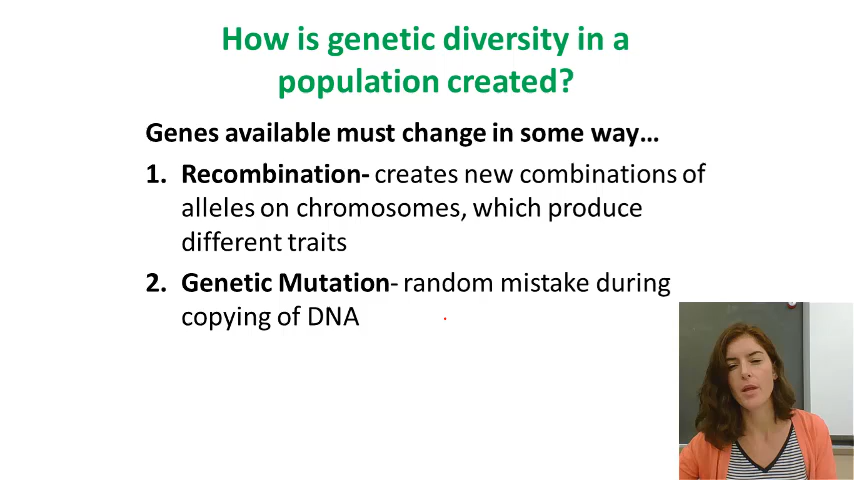 How is genetic diversity in a
population created?
Genes available must change in some way…
1. Recombination- creates new combinations of
alleles on chromosomes, which produce
different traits
2. Genetic Mutation- random mistake during
copying of DNA